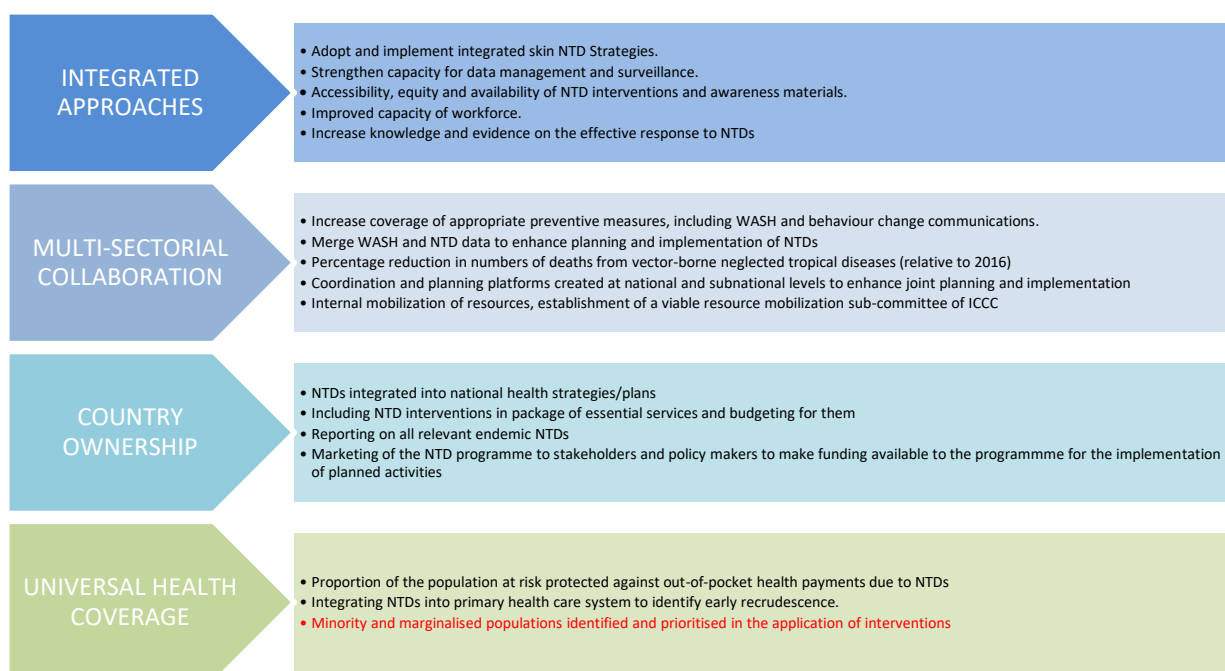 INTEGRATED
APPROACHES
• Adopt and implement integrated skin NTD Strategies.
• Strengthen capacity for data management and surveillance.
• Accessibility, equity and availability of NTD interventions and awareness materials.
• Improved capacity of workforce.
• Increase knowledge and evidence on the effective response to NTDs
MULTI-SECTORIAL
COLLABORATION
• Increase coverage of appropriate preventive measures, including WASH and behaviour change communications.
• Merge WASH and NTD data to enhance planning and implementation of NTDs
• Percentage reduction in numbers of deaths from vector-borne neglected tropical diseases (relative to 2016)
• Coordination and planning platforms created at national and subnational levels to enhance joint planning and implementation
• Internal mobilization of resources, establishment of a viable resource mobilization sub-committee of ICCC
COUNTRY
OWNERSHIP
• NTDs integrated into national health strategies/plans
• Including NTD interventions in package of essential services and budgeting for them
• Reporting on all relevant endemic NTDs
• Marketing of the NTD programme to stakeholders and policy makers to make funding available to the programmme for the implementation
of planned activities
UNIVERSAL HEALTH
COVERAGE
• Proportion of the population at risk protected against out-of-pocket health payments due to NTDs
• Integrating NTDs into primary health care system to identify early recrudescence.
• Minority and marginalised populations identified and prioritised in the application of interventions